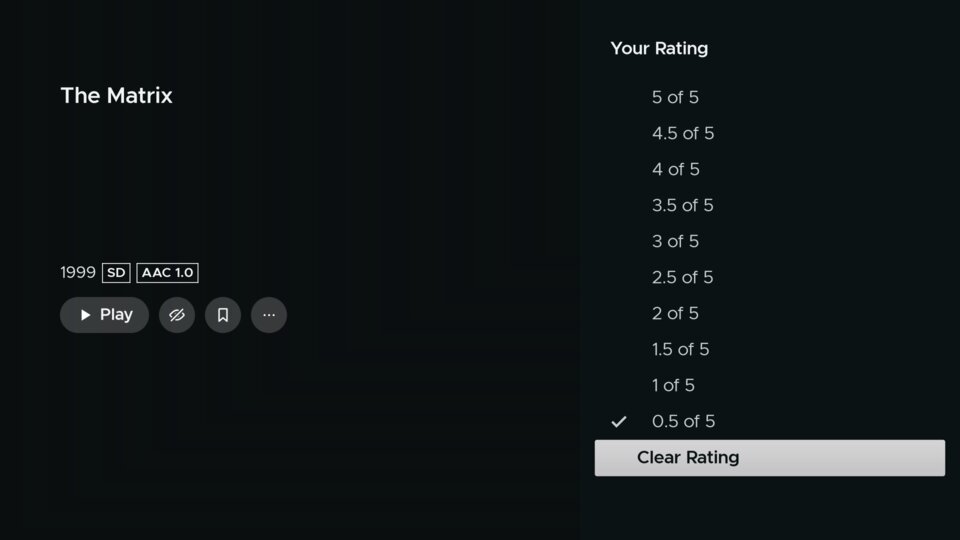 The Matrix
1999 SD AAC 1.0
Play
Your Rating
5 of 5
4.5 of 5
4 of 5
3.5 of 5
3 of 5
2.5 of 5
2 of 5
1.5 of 5
1 of 5
0.5 of 5
Clear Rating